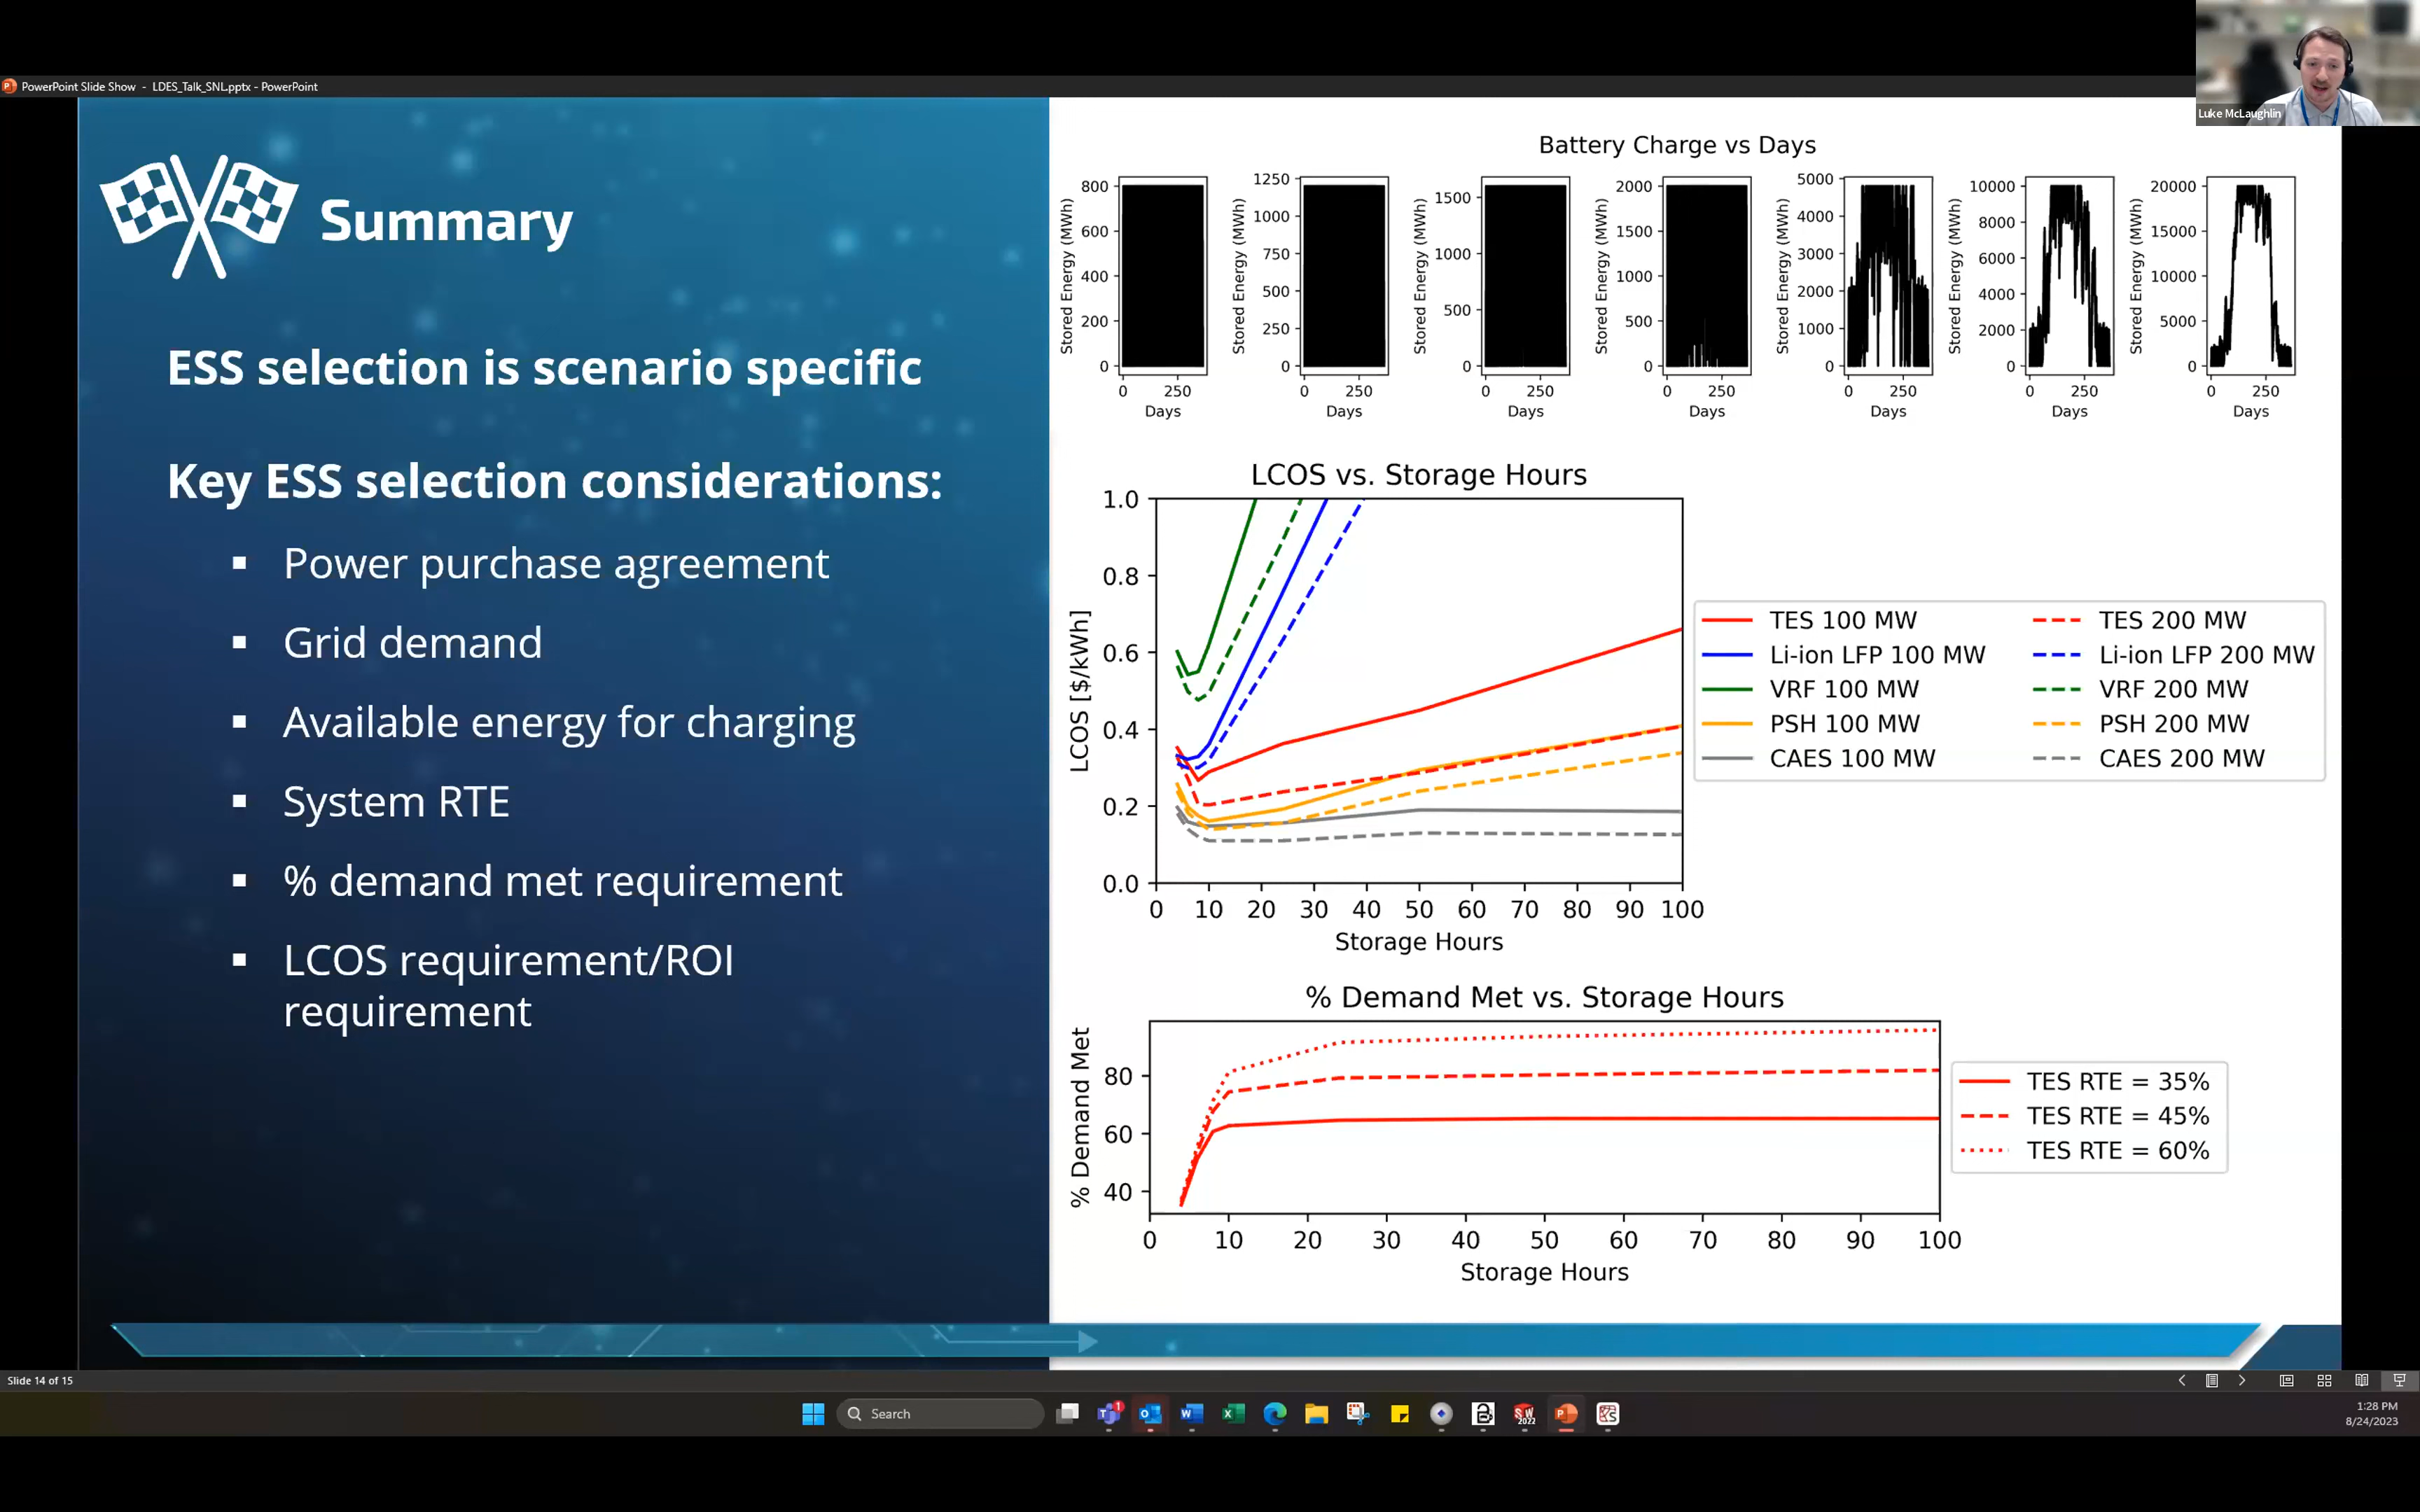 PowerPoint Slide Show - LDES_Talk_SNL.pptx - PowerPoint
Luke McLaughlin
Summary
ESS selection is scenario specific
Key ESS selection considerations:
▪ Power purchase agreement
▪ Grid demand
▪ Available energy for charging
▪ System RTE
▪ % demand met requirement
▪ LCOS requirement/ROI
requirement
Battery Charge vs Days
Stored Energy (MWh)
800
600
400
200
0
0 250
Days
Stored Energy (MWh)
1250
1000
750
500
250
0
0 250
Days
Stored Energy (MWh)
1500
1000
500
0
0 250
Days
Stored Energy (MWh)
2000
1500
1000
500
0
0 250
Days
Stored Energy (MWh)
5000
4000
3000
2000
1000
0
0 250
Days
Stored Energy (MWh)
10000
8000
6000
4000
2000
0
0 250
Days
Stored Energy (MWh)
20000
15000
10000
5000
0
0 250
Days
LCOS vs. Storage Hours
LCOS [$/kWh]
1.0
0.8
0.6
0.4
0.2
0.0
0 10 20 30 40 50 60 70 80 90 100
Storage Hours
TES 100 MW
Li-ion LFP 100 MW
VRF 100 MW
PSH 100 MW
CAES 100 MW
TES 200 MW
Li-ion LFP 200 MW
VRF 200 MW
PSH 200 MW
CAES 200 MW
% Demand Met vs. Storage Hours
% Demand Met
80
60
40
0 10 20 30 40 50 60 70 80 90 100
Storage Hours
TES RTE = 35%
TES RTE = 45%
TES RTE = 60%
Slide 14 of 15
Search
1:28 PM
8/24/2023